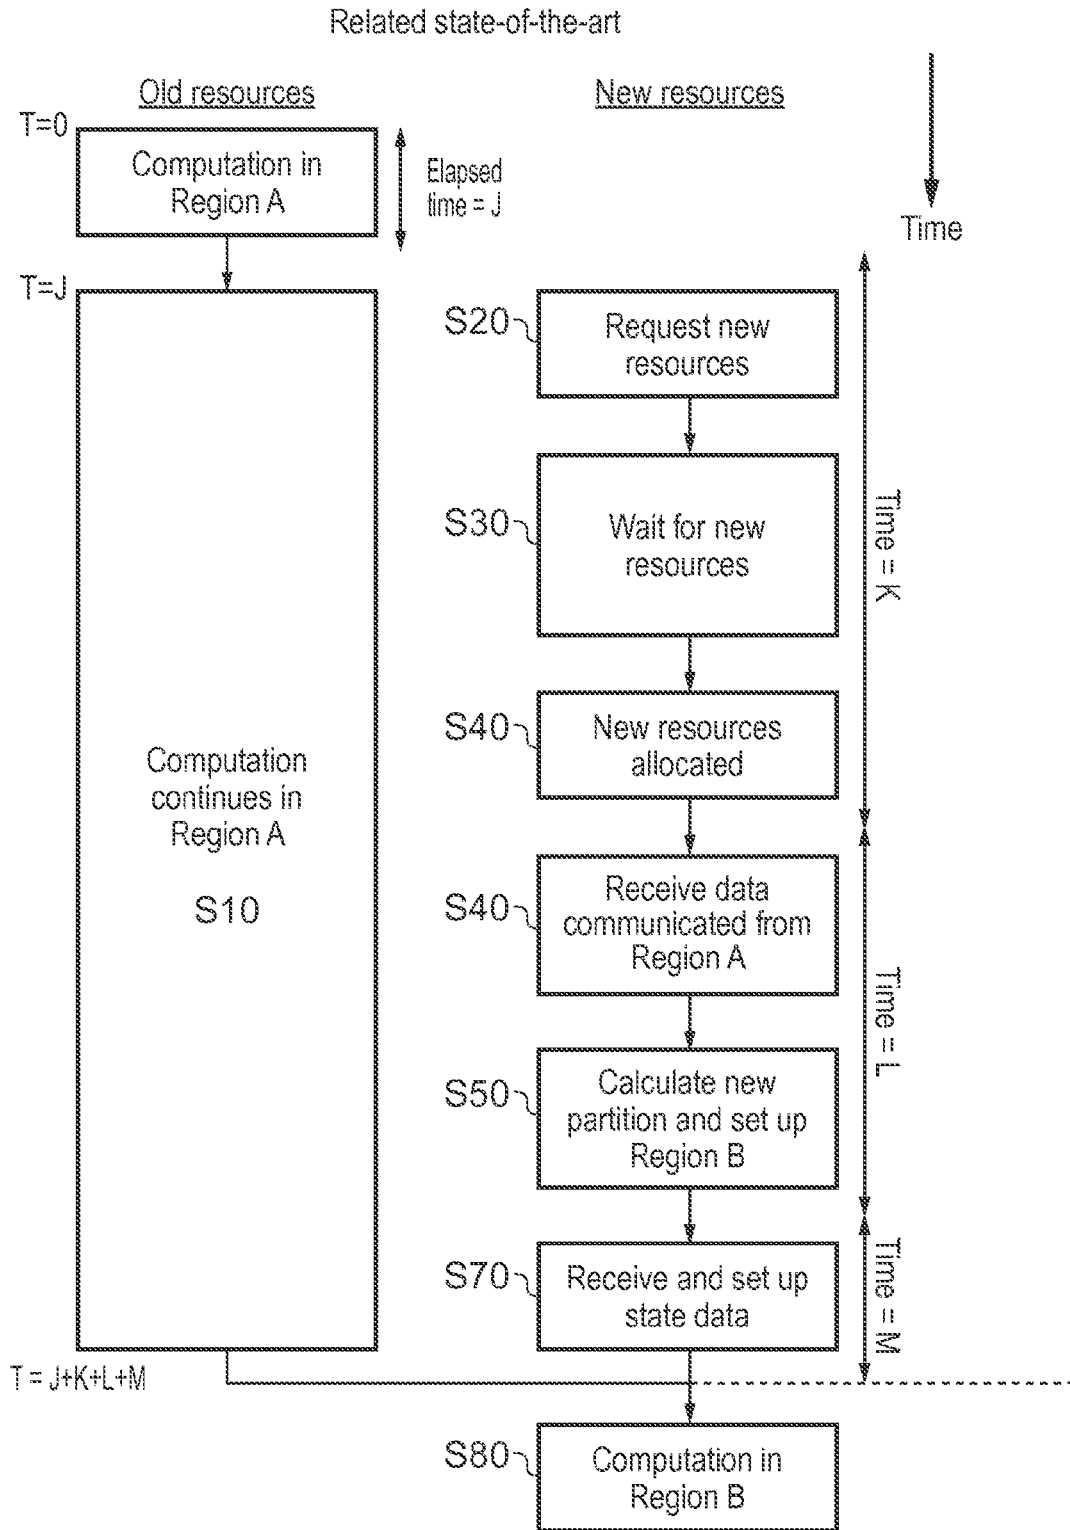 Related state-of-the-art
Old resources
New resources
T=0
Computation in
Region A
Elapsed
time = J
Time
T=J
S20
Request new
resources
S30
Wait for new
resources
Time = K
S40
New resources
allocated
Computation
continues in
Region A
S10
S40
Receive data
communicated from
Region A
Time = L
S50
Calculate new
partition and set up
Region B
S70
Receive and set up
state data
Time = M
T = J+K+L+M
S80
Computation in
Region B